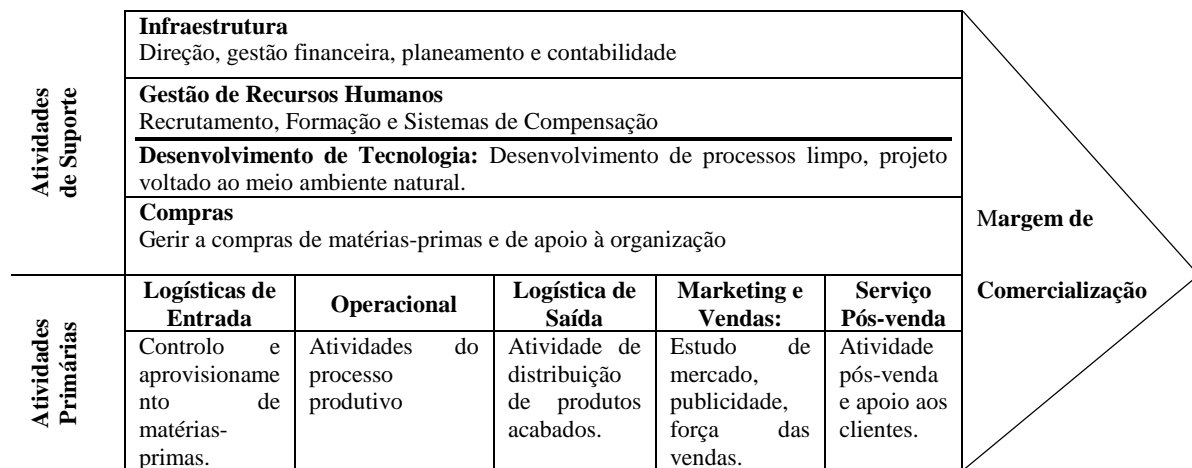 Atividades
de Suporte
Infraestrutura
Direção, gestão financeira, planeamento e contabilidade
Gestão de Recursos Humanos
Recrutamento, Formação e Sistemas de Compensação
Desenvolvimento de Tecnologia: Desenvolvimento de processos limpo, projeto
voltado ao meio ambiente natural.
Compras
Gerir a compras de matérias-primas e de apoio à organização
Margem de
Comercialização
Atividades
Primárias
Logísticas de
Entrada
Operacional
Logística de
Saída
Marketing e
Vendas:
Serviço
Pós-venda
Controlo e
aprovisioname
nto de
matérias-
primas.
Atividades do
processo
produtivo
Atividade de
distribuição
de produtos
acabados.
Estudo de
mercado,
publicidade,
força das
vendas.
Atividade
pós-venda
e apoio aos
clientes.